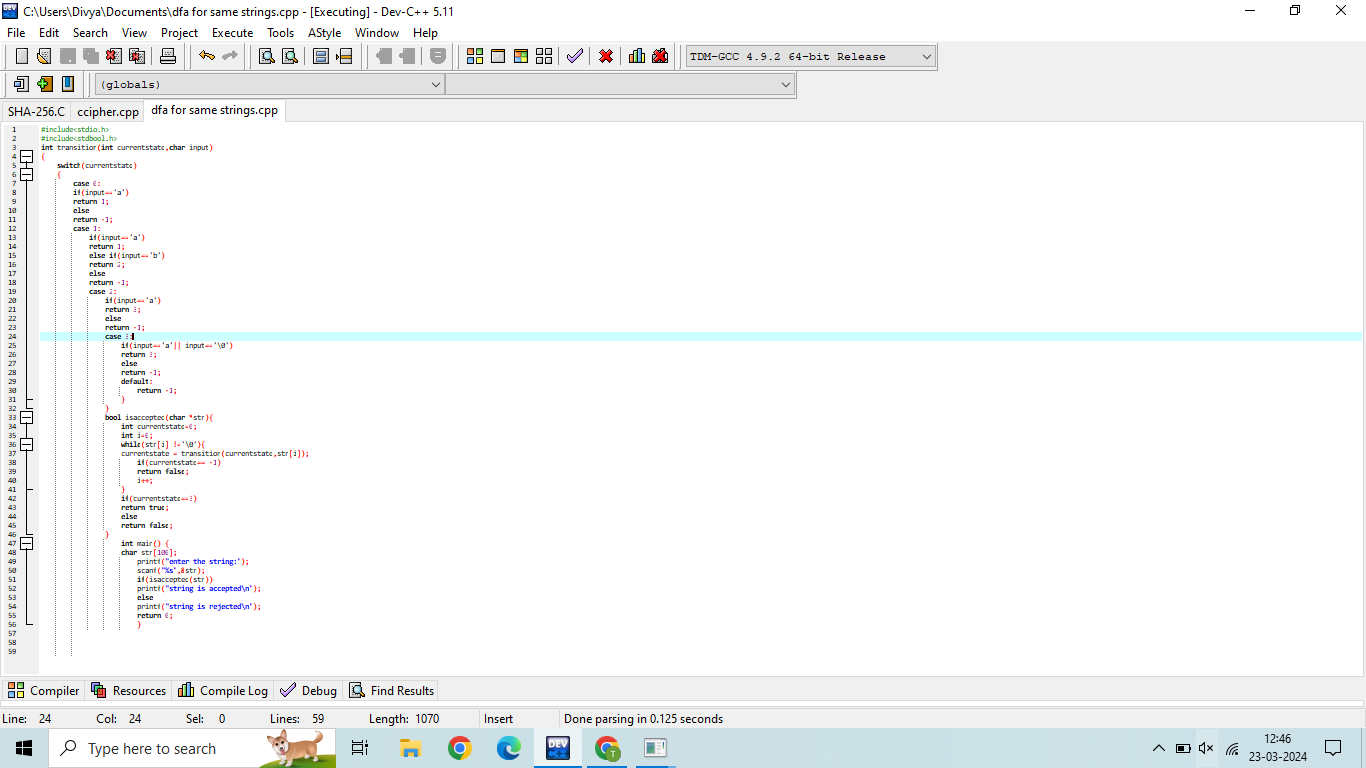 C:\Users\Divya\Documents\dfa for same strings.cpp - [Executing] - Dev-C++ 5.11
File Edit Search View Project Execute Tools AStyle Window Help
TDM-GCC 4.9.2 64-bit Release
(globals)
SHA-256.C ccipher.cpp dfa for same strings.cpp
1 #include<stdio.h>
2 #include<stdbool.h>
3 int transition(int currentstate,char input)
4 {
5 switch(currentstate)
6 {
7 case 0:
8 if(input=='a')
9 return 1;
10 else
11 return -1;
12 case 1:
13 if(input=='a')
14 return 1;
15 else if(input=='b')
16 return 2;
17 else
18 return -1;
19 case 2:
20 if(input=='a')
21 return 3;
22 else
23 return -1;
24 case 3:
25 if(input=='a'|| input=='\0')
26 return 3;
27 else
28 return -1;
29 default:
30 return -1;
31 }
32 }
33 bool isaccepted(char *str){
34 int currentstate=0;
35 int i=0;
36 while(str[i] !='\0'){
37 currentstate = transition(currentstate,str[i]);
38 if(currentstate== -1)
39 return false;
40 i++;
41 }
42 if(currentstate==3)
43 return true;
44 else
45 return false;
46 }
47 int main() {
48 char str[100];
49 printf("enter the string:");
50 scanf("%s",&str);
51 if(isaccepted(str))
52 printf("string is accepted\n");
53 else
54 printf("string is rejected\n");
55 return 0;
56 }
57
58
59
Compiler Resources Compile Log Debug Find Results
Line: 24 Col: 24 Sel: 0 Lines: 59 Length: 1070 Insert Done parsing in 0.125 seconds
Type here to search
DEV
T
12:46
23-03-2024